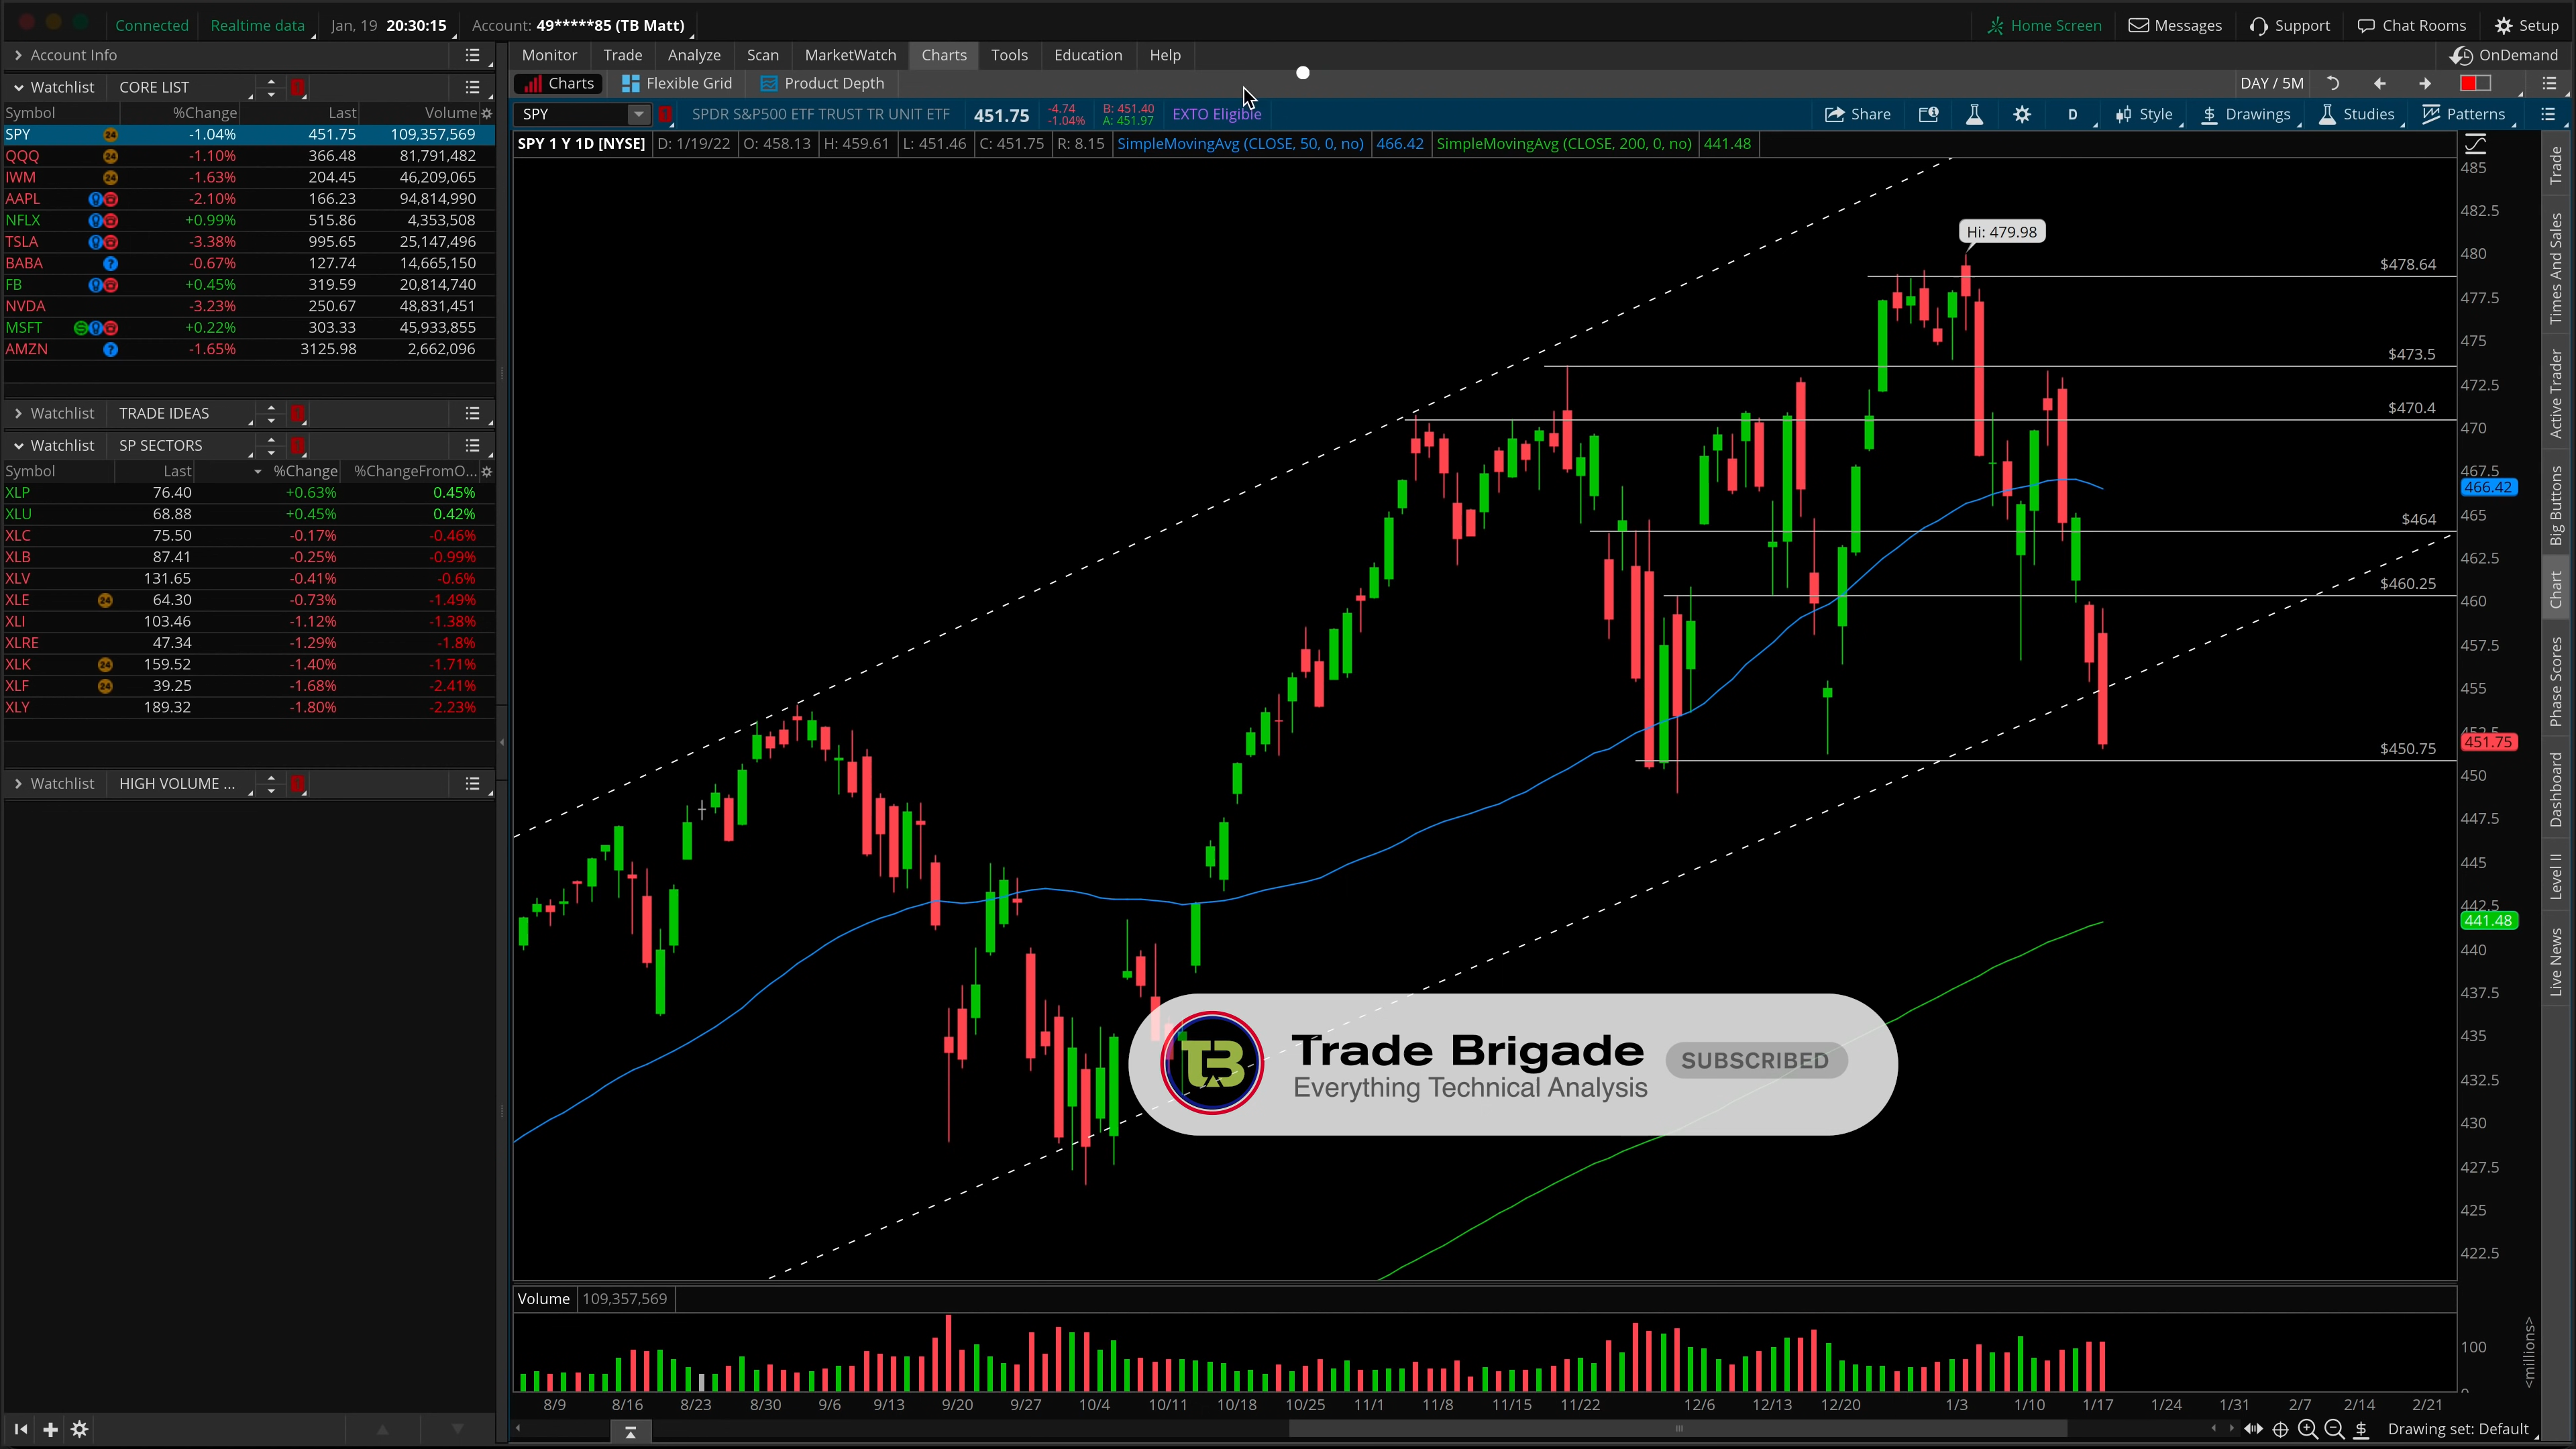 Connected Realtime data Jan, 19 20:30:15 Account: 49*****85 (TB Matt) Home Screen Messages Support Chat Rooms Setup
Account Info
Monitor Trade Analyze Scan MarketWatch Charts Tools Education Help OnDemand
Charts Flexible Grid Product Depth DAY / 5M
Watchlist CORE LIST
Symbol %Change Last Volume
SPY 24 -1.04% 451.75 109,357,569
QQQ 24 -1.10% 366.48 81,791,482
IWM 24 -1.63% 204.45 46,209,065
AAPL -2.10% 166.23 94,814,990
NFLX +0.99% 515.86 4,353,508
TSLA -3.38% 995.65 25,147,496
BABA ? -0.67% 127.74 14,665,150
FB +0.45% 319.59 20,814,740
NVDA -3.23% 250.67 48,831,451
MSFT +0.22% 303.33 45,933,855
AMZN ? -1.65% 3125.98 2,662,096
Watchlist TRADE IDEAS
Watchlist SP SECTORS
Symbol Last %Change %ChangeFromO...
XLP 76.40 +0.63% 0.45%
XLU 68.88 +0.45% 0.42%
XLC 75.50 -0.17% -0.46%
XLB 87.41 -0.25% -0.99%
XLV 131.65 -0.41% -0.6%
XLE 24 64.30 -0.73% -1.49%
XLI 103.46 -1.12% -1.38%
XLRE 47.34 -1.29% -1.8%
XLK 24 159.52 -1.40% -1.71%
XLF 24 39.25 -1.68% -2.41%
XLY 189.32 -1.80% -2.23%
Watchlist HIGH VOLUME ...
SPY SPDR S&P500 ETF TRUST TR UNIT ETF 451.75 -4.74 -1.04% B: 451.40 A: 451.97 EXTO Eligible Share D Style Drawings Studies Patterns
SPY 1 Y 1D [NYSE] D: 1/19/22 O: 458.13 H: 459.61 L: 451.46 C: 451.75 R: 8.15 SimpleMovingAvg (CLOSE, 50, 0, no) 466.42 SimpleMovingAvg (CLOSE, 200, 0, no) 441.48
Hi: 479.98
$478.64
$473.5
$470.4
$464
$460.25
$450.75
485
482.5
480
477.5
475
472.5
470
467.5
466.42
465
462.5
460
457.5
455
452.5
451.75
450
447.5
445
442.5
441.48
440
437.5
435
432.5
430
427.5
425
422.5
TB
Trade Brigade
Everything Technical Analysis
SUBSCRIBED
Volume 109,357,569
100
0
<millions>
8/9 8/16 8/23 8/30 9/6 9/13 9/20 9/27 10/4 10/11 10/18 10/25 11/1 11/8 11/15 11/22 12/6 12/13 12/20 1/3 1/10 1/17 1/24 1/31 2/7 2/14 2/21
Drawing set: Default
Trade
Times And Sales
Active Trader
Big Buttons
Chart
Phase Scores
Dashboard
Level II
Live News